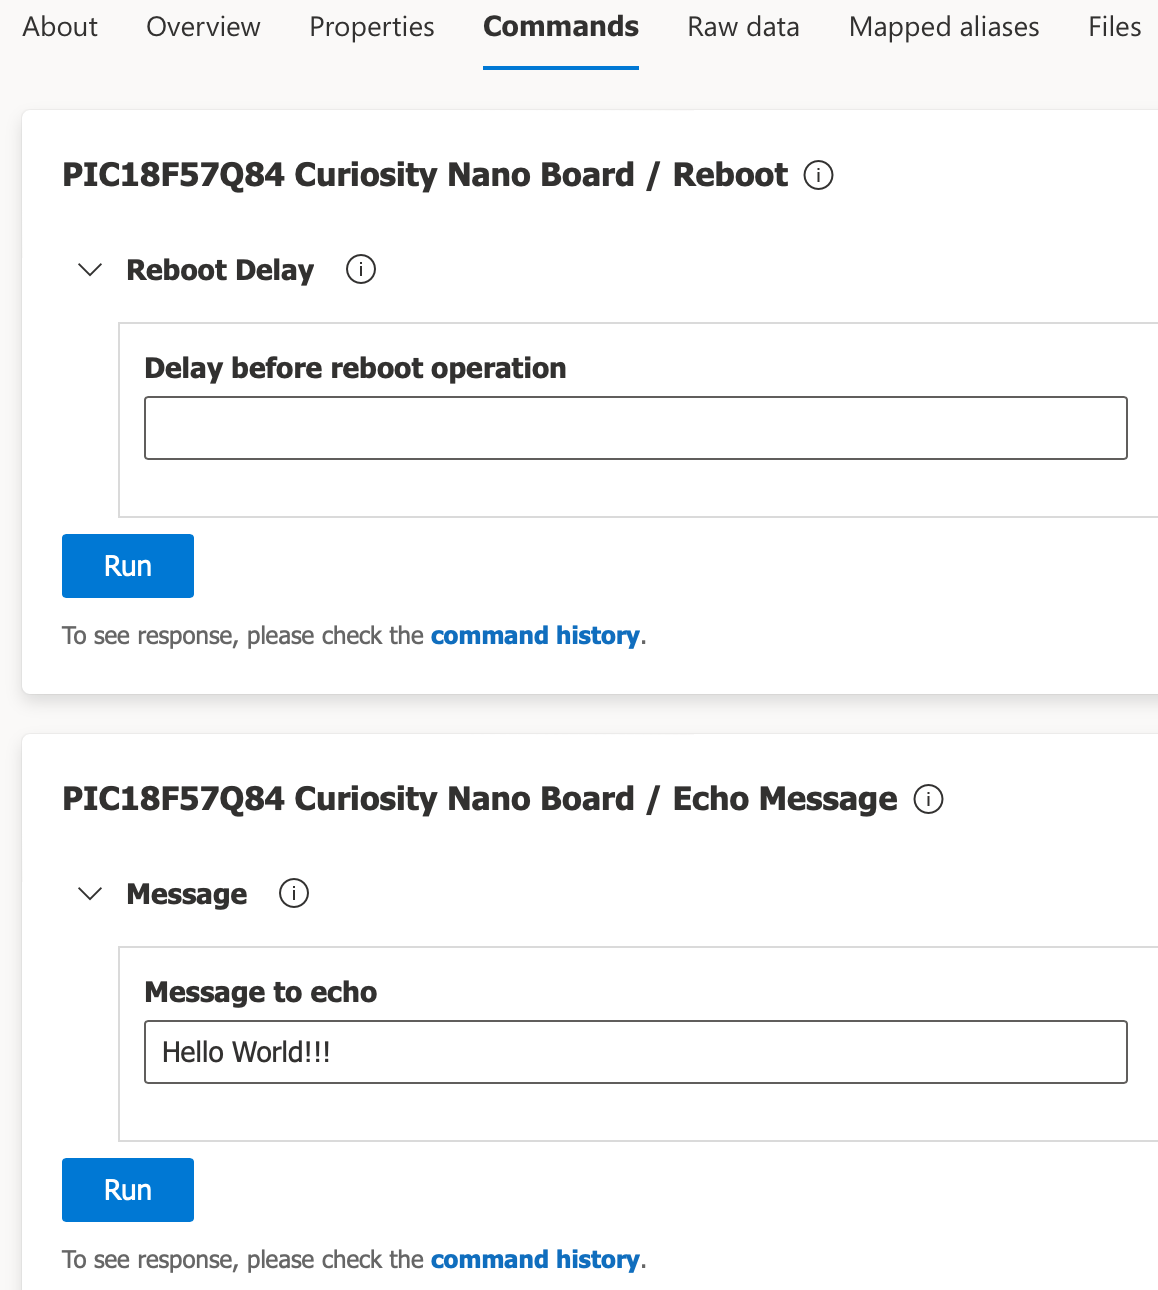 About Overview Properties Commands Raw data Mapped aliases Files
PIC18F57Q84 Curiosity Nano Board / Reboot
Reboot Delay
Delay before reboot operation
Run
To see response, please check the command history.
PIC18F57Q84 Curiosity Nano Board / Echo Message
Message
Message to echo
Hello World!!!
Run
To see response, please check the command history.